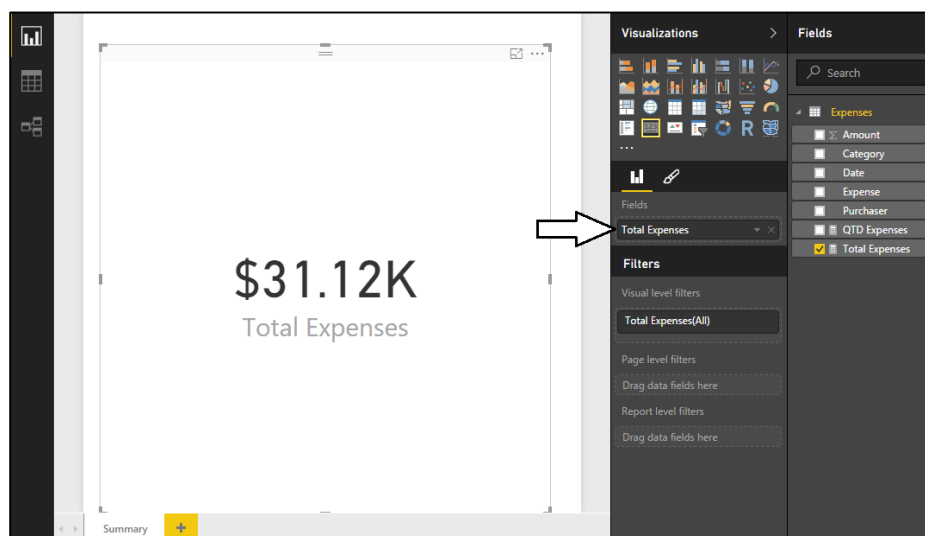 Visualizations
Fields
Search
Expenses
Σ Amount
Category
Date
Expense
Purchaser
QTD Expenses
Total Expenses
R
123
...
Fields
Total Expenses
Filters
Visual level filters
Total Expenses(All)
Page level filters
Drag data fields here
Report level filters
Drag data fields here
$31.12K
Total Expenses
Summary
+